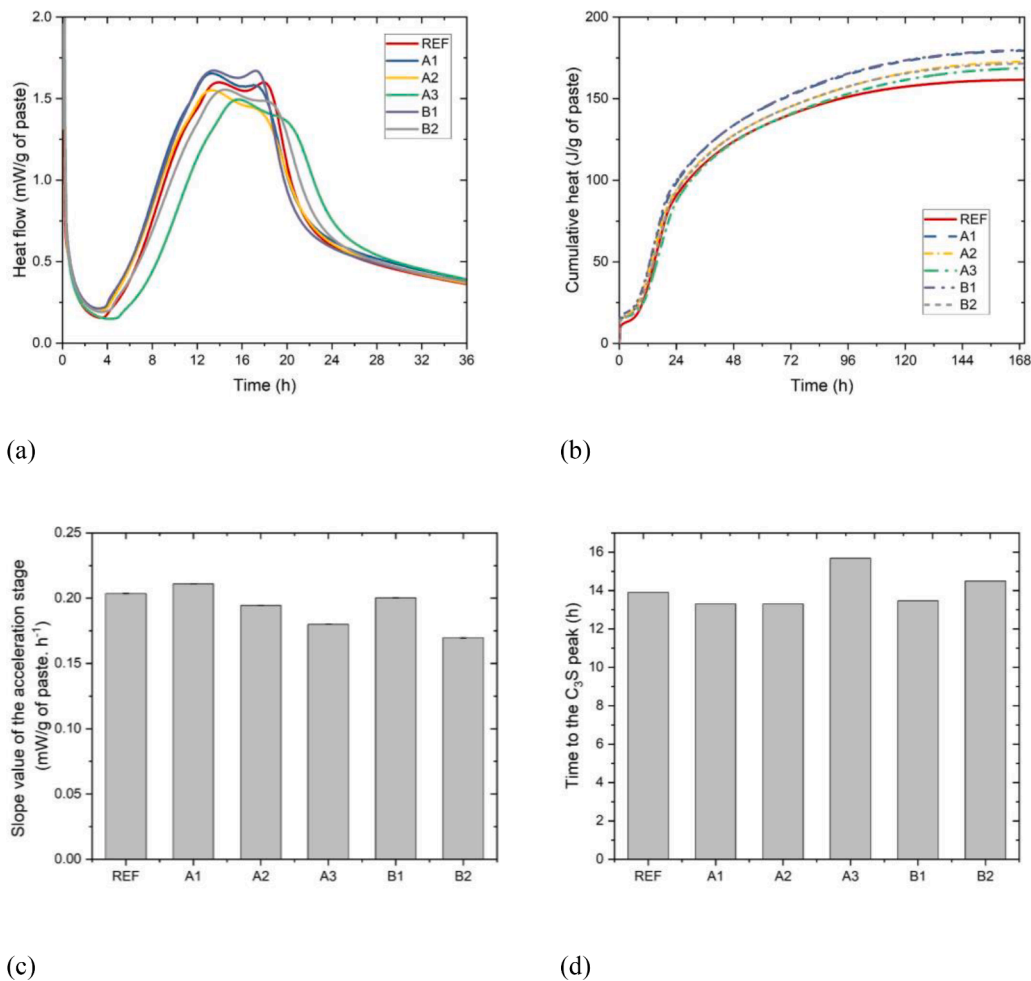 2.0
1.5
1.0
0.5
0.0
Heat flow (mW/g of paste)
REF
A1
A2
A3
B1
B2
0 4 8 12 16 20 24 28 32 36
Time (h)
(a)
200
150
100
50
0
Cumulative heat (J/g of paste)
REF
A1
A2
A3
B1
B2
0 24 48 72 96 120 144 168
Time (h)
(b)
0.25
0.20
0.15
0.10
0.05
0.00
Slope value of the acceleration stage
(mW/g of paste. h⁻¹)
REF A1 A2 A3 B1 B2
(c)
16
14
12
10
8
6
4
2
0
Time to the C₃S peak (h)
REF A1 A2 A3 B1 B2
(d)